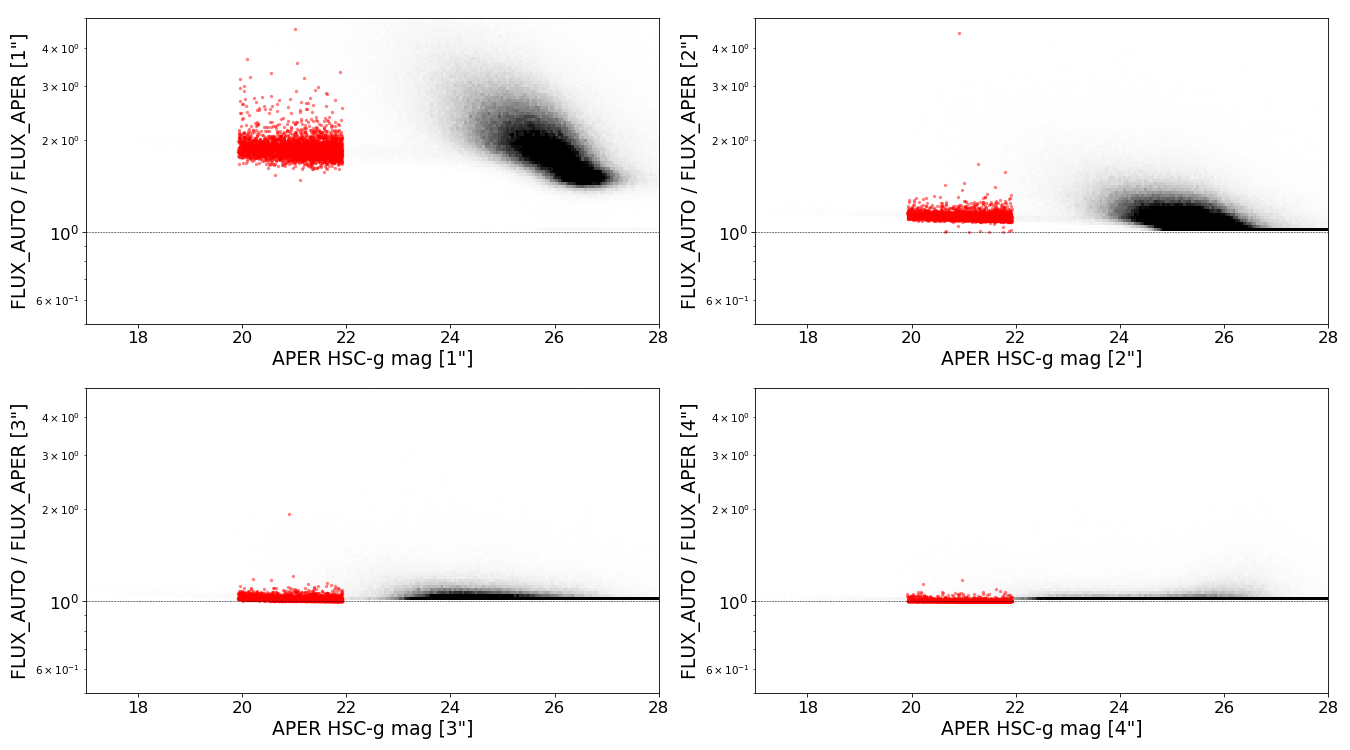 FLUX_AUTO / FLUX_APER [1"]
4 × 10⁰
3 × 10⁰
2 × 10⁰
10⁰
6 × 10⁻¹
18 20 22 24 26 28
APER HSC-g mag [1"]
FLUX_AUTO / FLUX_APER [2"]
4 × 10⁰
3 × 10⁰
2 × 10⁰
10⁰
6 × 10⁻¹
18 20 22 24 26 28
APER HSC-g mag [2"]
FLUX_AUTO / FLUX_APER [3"]
4 × 10⁰
3 × 10⁰
2 × 10⁰
10⁰
6 × 10⁻¹
18 20 22 24 26 28
APER HSC-g mag [3"]
FLUX_AUTO / FLUX_APER [4"]
4 × 10⁰
3 × 10⁰
2 × 10⁰
10⁰
6 × 10⁻¹
18 20 22 24 26 28
APER HSC-g mag [4"]